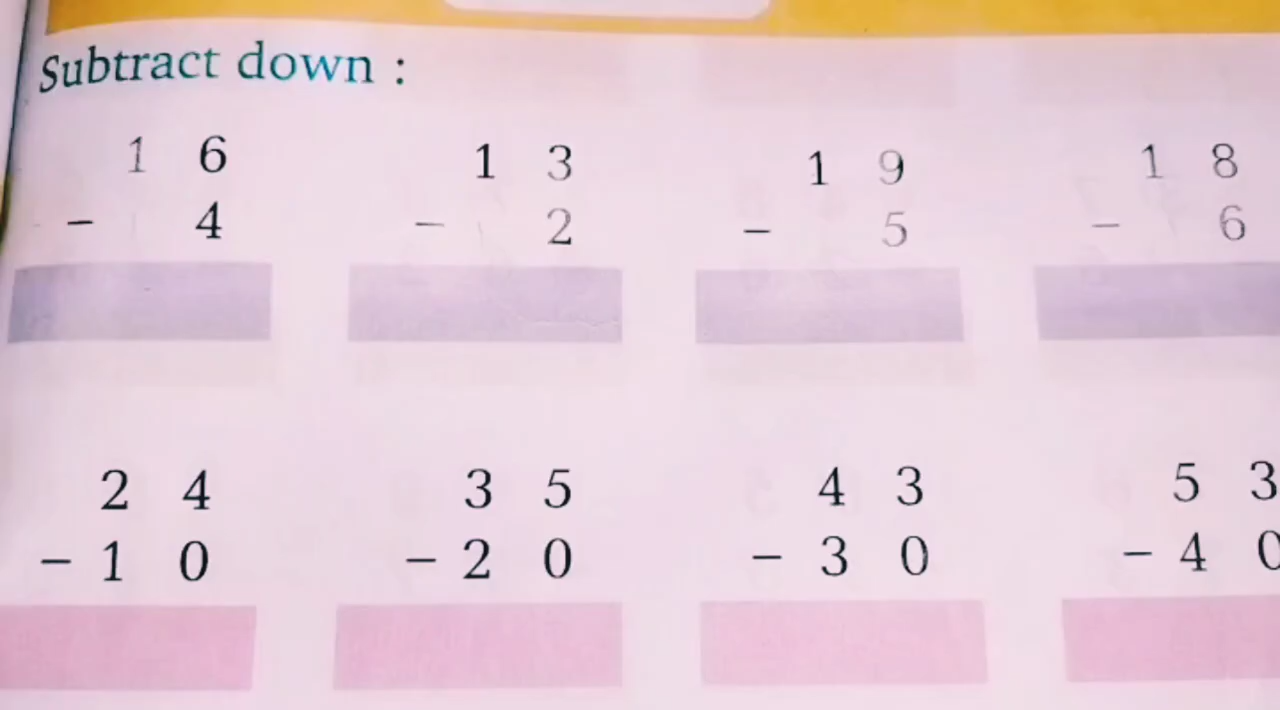 Subtract down :
1 6 1 3 1 9 1 8
- 4 - 2 - 5 - 6
2 4 3 5 4 3 5 3
- 1 0 - 2 0 - 3 0 - 4 0